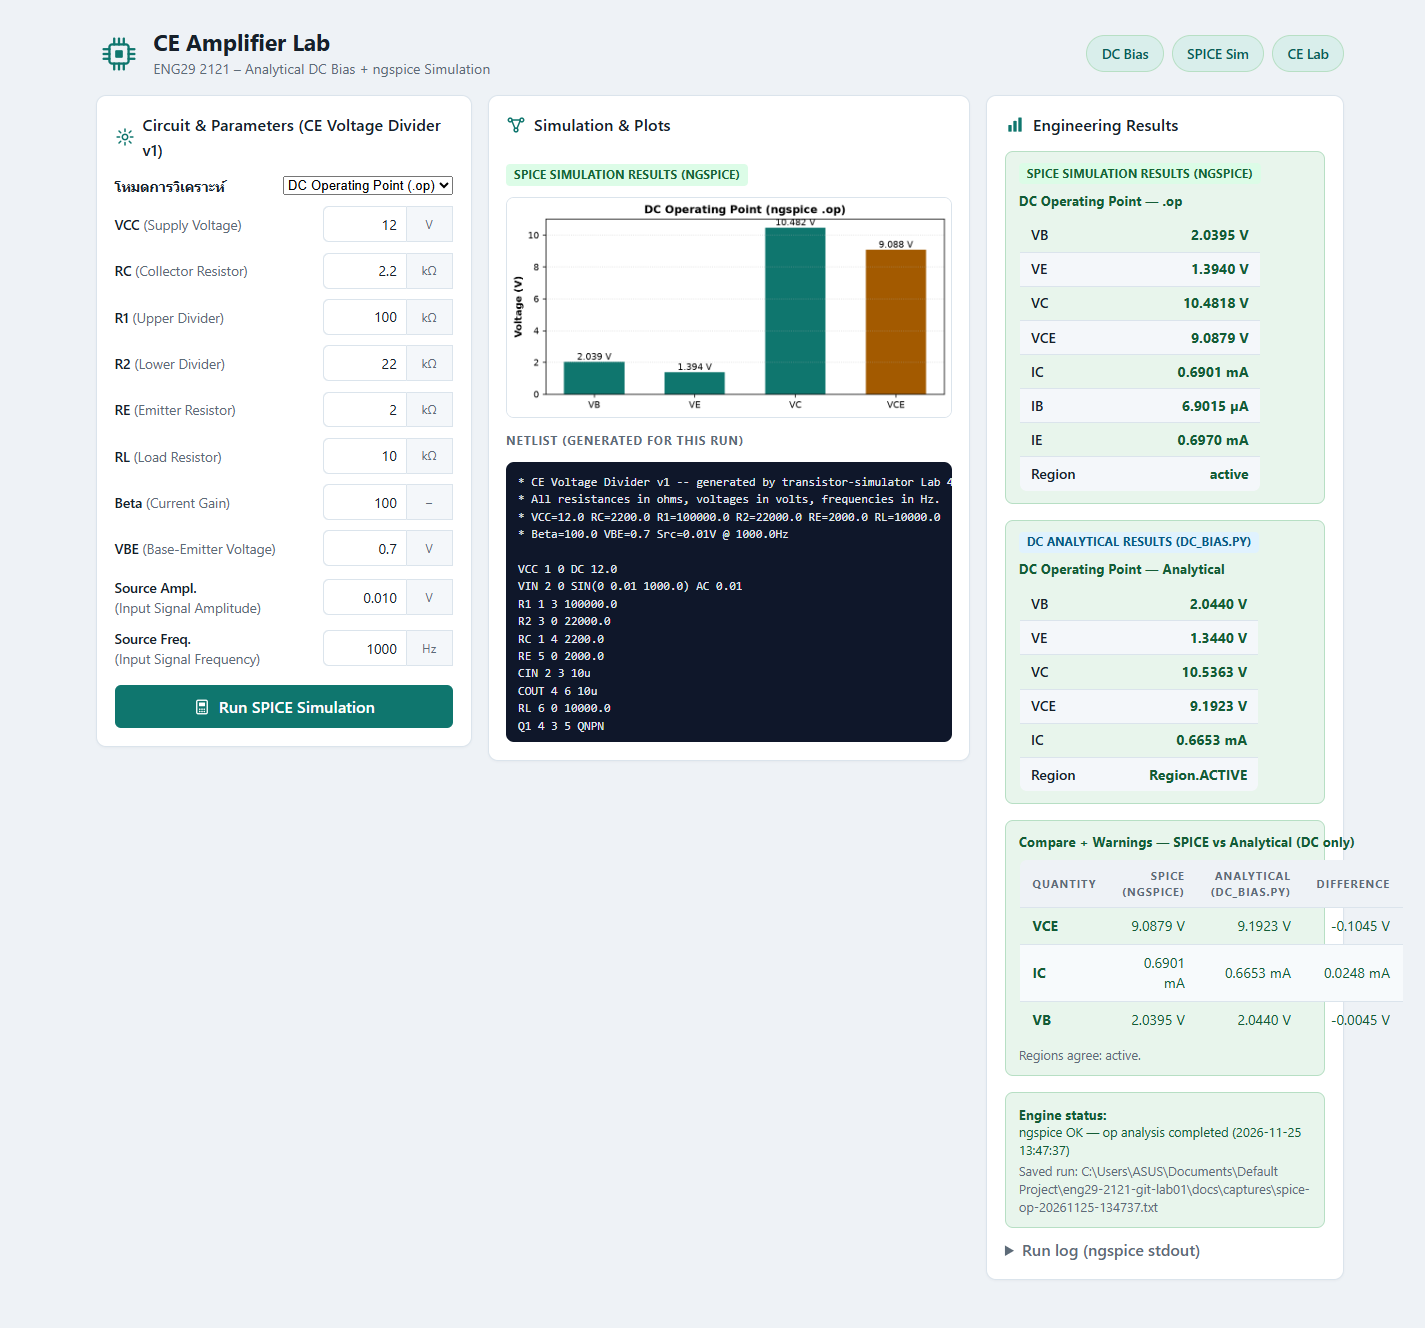 CE Amplifier Lab
ENG29 2121 – Analytical DC Bias + ngspice Simulation
DC Bias
SPICE Sim
CE Lab
Circuit & Parameters (CE Voltage Divider
v1)
โหมดการวิเคราะห์
DC Operating Point (.op)
VCC (Supply Voltage)
12
V
RC (Collector Resistor)
2.2
kΩ
R1 (Upper Divider)
100
kΩ
R2 (Lower Divider)
22
kΩ
RE (Emitter Resistor)
2
kΩ
RL (Load Resistor)
10
kΩ
Beta (Current Gain)
100
–
VBE (Base-Emitter Voltage)
0.7
V
Source Ampl.
(Input Signal Amplitude)
0.010
V
Source Freq.
(Input Signal Frequency)
1000
Hz
Run SPICE Simulation
Simulation & Plots
SPICE SIMULATION RESULTS (NGSPICE)
DC Operating Point (ngspice .op)
Voltage (V)
10
8
6
4
2
0
2.039 V
1.394 V
10.482 V
9.088 V
VB
VE
VC
VCE
NETLIST (GENERATED FOR THIS RUN)
* CE Voltage Divider v1 -- generated by transistor-simulator Lab 4
* All resistances in ohms, voltages in volts, frequencies in Hz.
* VCC=12.0 RC=2200.0 R1=100000.0 R2=22000.0 RE=2000.0 RL=10000.0
* Beta=100.0 VBE=0.7 Src=0.01V @ 1000.0Hz
VCC 1 0 DC 12.0
VIN 2 0 SIN(0 0.01 1000.0) AC 0.01
R1 1 3 100000.0
R2 3 0 22000.0
RC 1 4 2200.0
RE 5 0 2000.0
CIN 2 3 10u
COUT 4 6 10u
RL 6 0 10000.0
Q1 4 3 5 QNPN
Engineering Results
SPICE SIMULATION RESULTS (NGSPICE)
DC Operating Point — .op
VB 2.0395 V
VE 1.3940 V
VC 10.4818 V
VCE 9.0879 V
IC 0.6901 mA
IB 6.9015 µA
IE 0.6970 mA
Region active
DC ANALYTICAL RESULTS (DC_BIAS.PY)
DC Operating Point — Analytical
VB 2.0440 V
VE 1.3440 V
VC 10.5363 V
VCE 9.1923 V
IC 0.6653 mA
Region Region.ACTIVE
Compare + Warnings — SPICE vs Analytical (DC only)
QUANTITY SPICE (NGSPICE) ANALYTICAL (DC_BIAS.PY) DIFFERENCE
VCE 9.0879 V 9.1923 V -0.1045 V
IC 0.6901 mA 0.6653 mA 0.0248 mA
VB 2.0395 V 2.0440 V -0.0045 V
Regions agree: active.
Engine status:
ngspice OK — op analysis completed (2026-11-25
13:47:37)
Saved run: C:\Users\ASUS\Documents\Default
Project\eng29-2121-git-lab01\docs\captures\spice-
op-20261125-134737.txt
Run log (ngspice stdout)